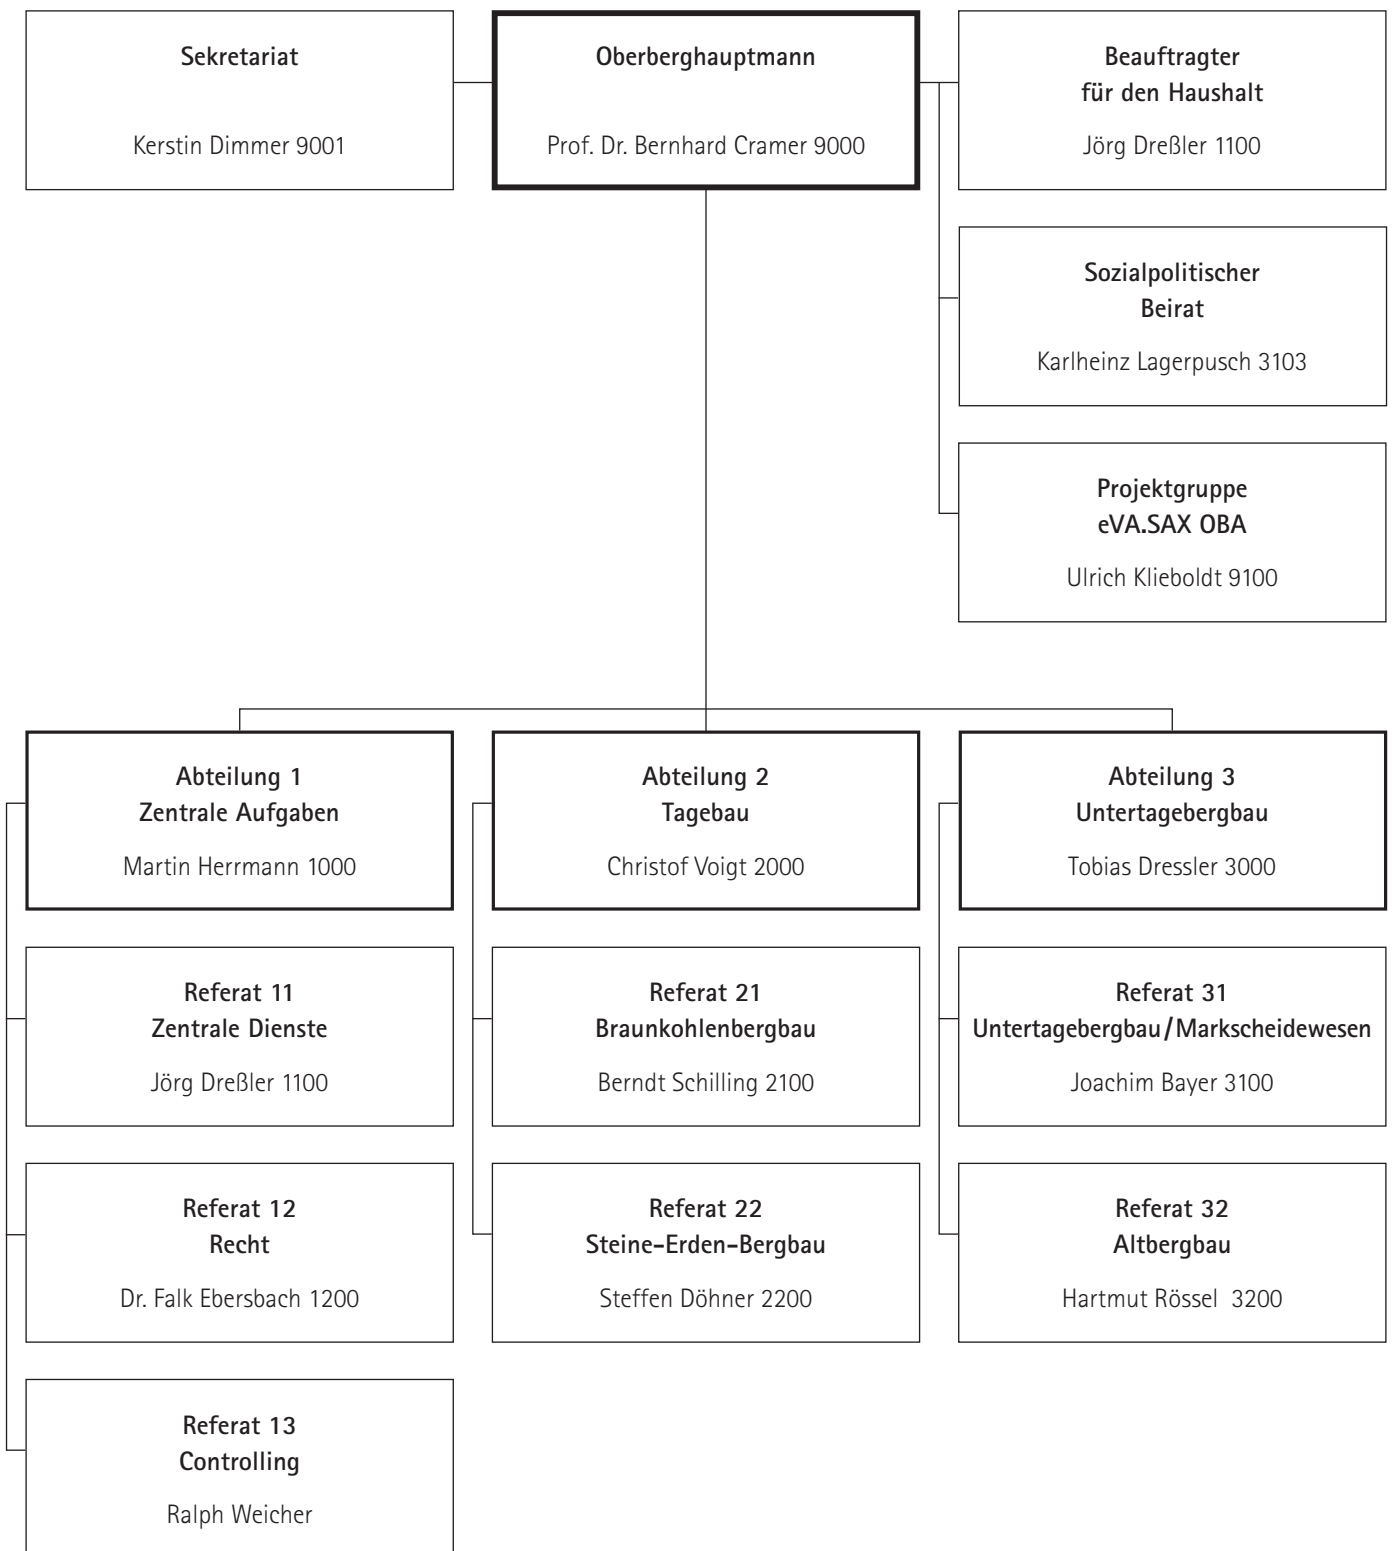 Sekretariat
Kerstin Dimmer 9001
Oberberghauptmann
Prof. Dr. Bernhard Cramer 9000
Beauftragter
für den Haushalt
Jörg Dreßler 1100
Sozialpolitischer
Beirat
Karlheinz Lagerpusch 3103
Projektgruppe
eVA.SAX OBA
Ulrich Klieboldt 9100
Abteilung 1
Zentrale Aufgaben
Martin Herrmann 1000
Referat 11
Zentrale Dienste
Jörg Dreßler 1100
Referat 12
Recht
Dr. Falk Ebersbach 1200
Referat 13
Controlling
Ralph Weicher
Abteilung 2
Tagebau
Christof Voigt 2000
Referat 21
Braunkohlenbergbau
Berndt Schilling 2100
Referat 22
Steine-Erden-Bergbau
Steffen Döhner 2200
Abteilung 3
Untertagebergbau
Tobias Dressler 3000
Referat 31
Untertagebergbau/Markscheidewesen
Joachim Bayer 3100
Referat 32
Altbergbau
Hartmut Rössel 3200